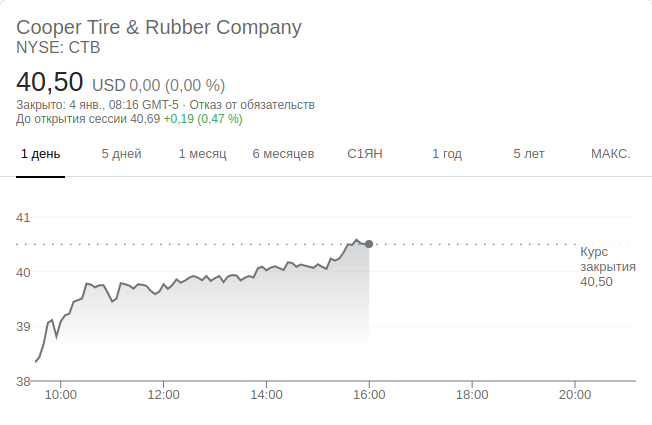 Cooper Tire & Rubber Company
NYSE: CTB
40,50 USD 0,00 (0,00 %)
Закрыто: 4 янв., 08:16 GMT-5 · Отказ от обязательств
До открытия сессии 40,69 +0,19 (0,47 %)
1 день 5 дней 1 месяц 6 месяцев С1ЯН 1 год 5 лет МАКС.
41
Курс
закрытия
40,50
40
39
38
10:00 12:00 14:00 16:00 18:00 20:00